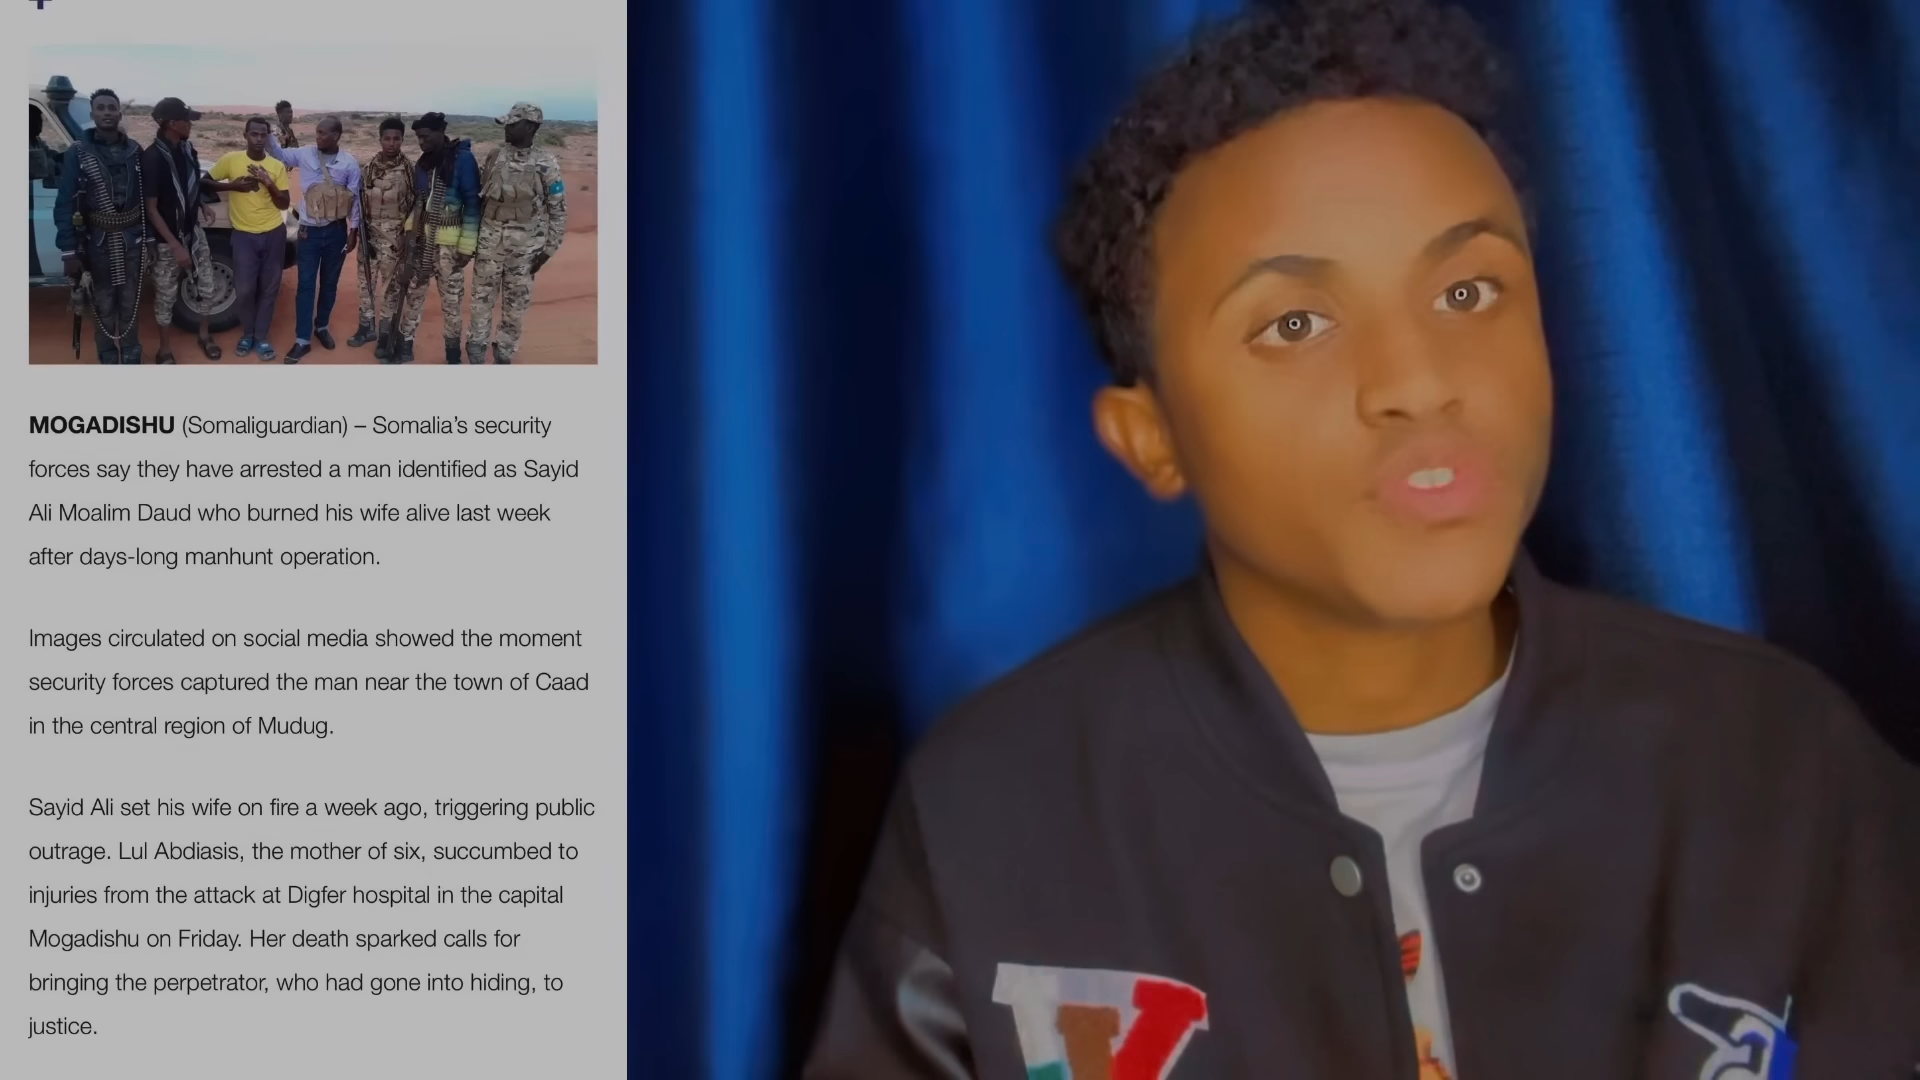 MOGADISHU (Somaliguardian) – Somalia's security
forces say they have arrested a man identified as Sayid
Ali Moalim Daud who burned his wife alive last week
after days-long manhunt operation.
Images circulated on social media showed the moment
security forces captured the man near the town of Caad
in the central region of Mudug.
Sayid Ali set his wife on fire a week ago, triggering public
outrage. Lul Abdiasis, the mother of six, succumbed to
injuries from the attack at Digfer hospital in the capital
Mogadishu on Friday. Her death sparked calls for
bringing the perpetrator, who had gone into hiding, to
justice.